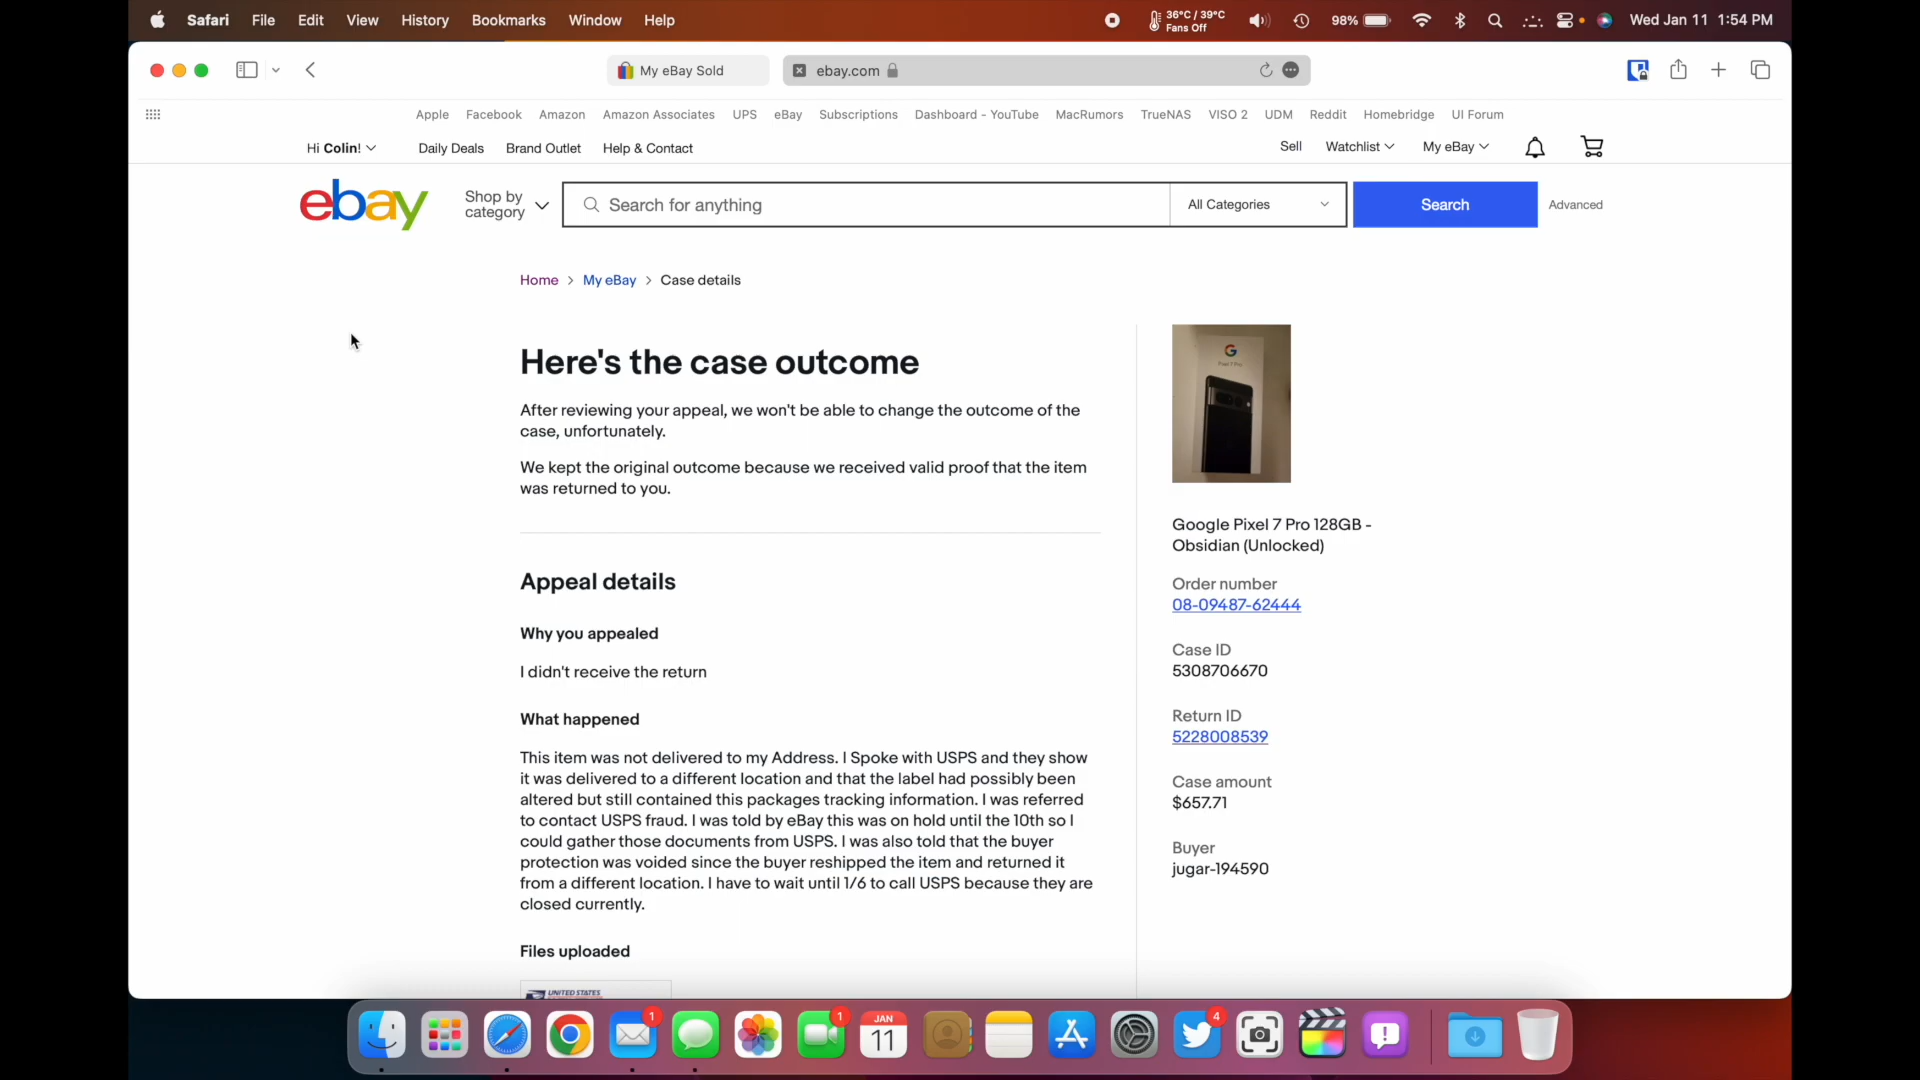 Safari File Edit View History Bookmarks Window Help
36°C / 39°C
Fans Off
98%
Wed Jan 11 1:54 PM
My eBay Sold
ebay.com
Apple Facebook Amazon Amazon Associates UPS eBay Subscriptions Dashboard - YouTube MacRumors TrueNAS VISO 2 UDM Reddit Homebridge UI Forum
Hi Colin! Daily Deals Brand Outlet Help & Contact Sell Watchlist My eBay
ebay
Shop by
category
Search for anything
All Categories
Search
Advanced
Home > My eBay > Case details
Here's the case outcome
After reviewing your appeal, we won't be able to change the outcome of the
case, unfortunately.
We kept the original outcome because we received valid proof that the item
was returned to you.
Appeal details
Why you appealed
I didn't receive the return
What happened
This item was not delivered to my Address. I Spoke with USPS and they show
it was delivered to a different location and that the label had possibly been
altered but still contained this packages tracking information. I was referred
to contact USPS fraud. I was told by eBay this was on hold until the 10th so I
could gather those documents from USPS. I was also told that the buyer
protection was voided since the buyer reshipped the item and returned it
from a different location. I have to wait until 1/6 to call USPS because they are
closed currently.
Files uploaded
UNITED STATES
G
Pixel 7 Pro
Google Pixel 7 Pro 128GB -
Obsidian (Unlocked)
Order number
08-09487-62444
Case ID
5308706670
Return ID
5228008539
Case amount
$657.71
Buyer
jugar-194590
1
1
JAN
11
4